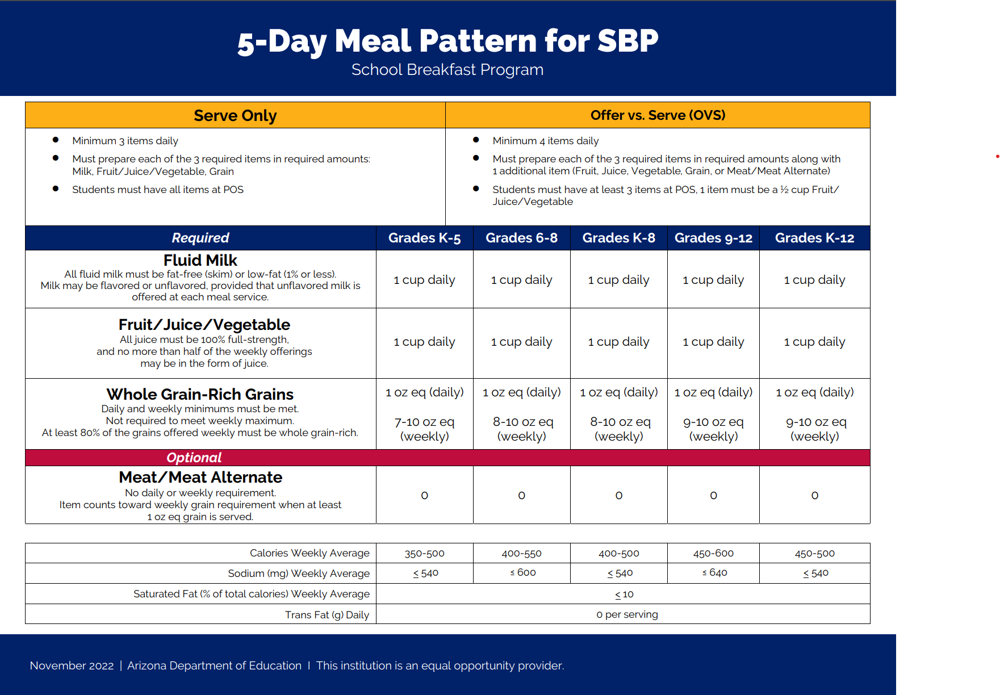 5-Day Meal Pattern for SBP
School Breakfast Program
Serve Only
Offer vs. Serve (OVS)
● Minimum 3 items daily
● Must prepare each of the 3 required items in required amounts:
Milk, Fruit/Juice/Vegetable, Grain
● Students must have all items at POS
● Minimum 4 items daily
● Must prepare each of the 3 required items in required amounts along with
1 additional item (Fruit, Juice, Vegetable, Grain, or Meat/Meat Alternate)
● Students must have at least 3 items at POS, 1 item must be a ½ cup Fruit/
Juice/Vegetable
Required Grades K-5 Grades 6-8 Grades K-8 Grades 9-12 Grades K-12
Fluid Milk
All fluid milk must be fat-free (skim) or low-fat (1% or less).
Milk may be flavored or unflavored, provided that unflavored milk is
offered at each meal service.
1 cup daily 1 cup daily 1 cup daily 1 cup daily 1 cup daily
Fruit/Juice/Vegetable
All juice must be 100% full-strength,
and no more than half of the weekly offerings
may be in the form of juice.
1 cup daily 1 cup daily 1 cup daily 1 cup daily 1 cup daily
Whole Grain-Rich Grains
Daily and weekly minimums must be met.
Not required to meet weekly maximum.
At least 80% of the grains offered weekly must be whole grain-rich.
1 oz eq (daily) 1 oz eq (daily) 1 oz eq (daily) 1 oz eq (daily) 1 oz eq (daily)
7-10 oz eq 8-10 oz eq 8-10 oz eq 9-10 oz eq 9-10 oz eq
(weekly) (weekly) (weekly) (weekly) (weekly)
Optional
Meat/Meat Alternate
No daily or weekly requirement.
Item counts toward weekly grain requirement when at least
1 oz eq grain is served.
0 0 0 0 0
Calories Weekly Average 350-500 400-550 400-500 450-600 450-500
Sodium (mg) Weekly Average ≤ 540 ≤ 600 ≤ 540 ≤ 640 ≤ 540
Saturated Fat (% of total calories) Weekly Average ≤ 10
Trans Fat (g) Daily 0 per serving
November 2022 | Arizona Department of Education I This institution is an equal opportunity provider.